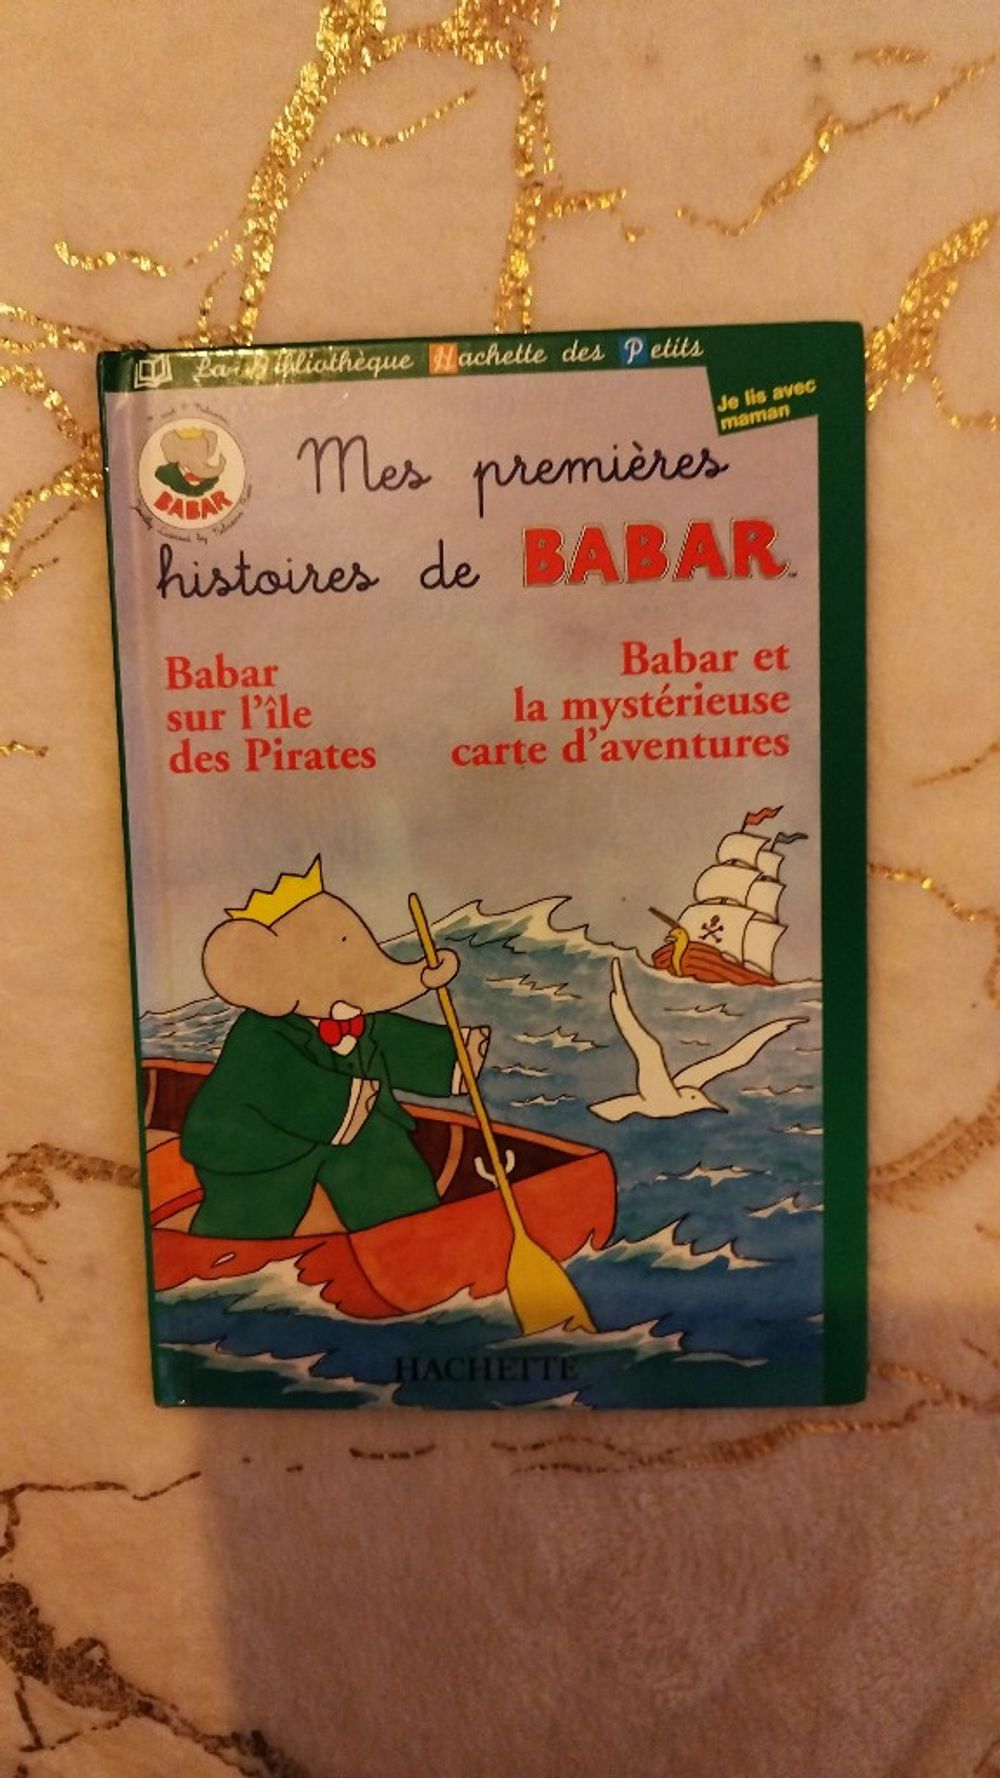 La Bibliothèque Hachette des Petits
Je lis avec
maman
BABAR
Mes premières
histoires de BABAR
Babar
sur l'île
des Pirates
Babar et
la mystérieuse
carte d'aventures
HACHETTE